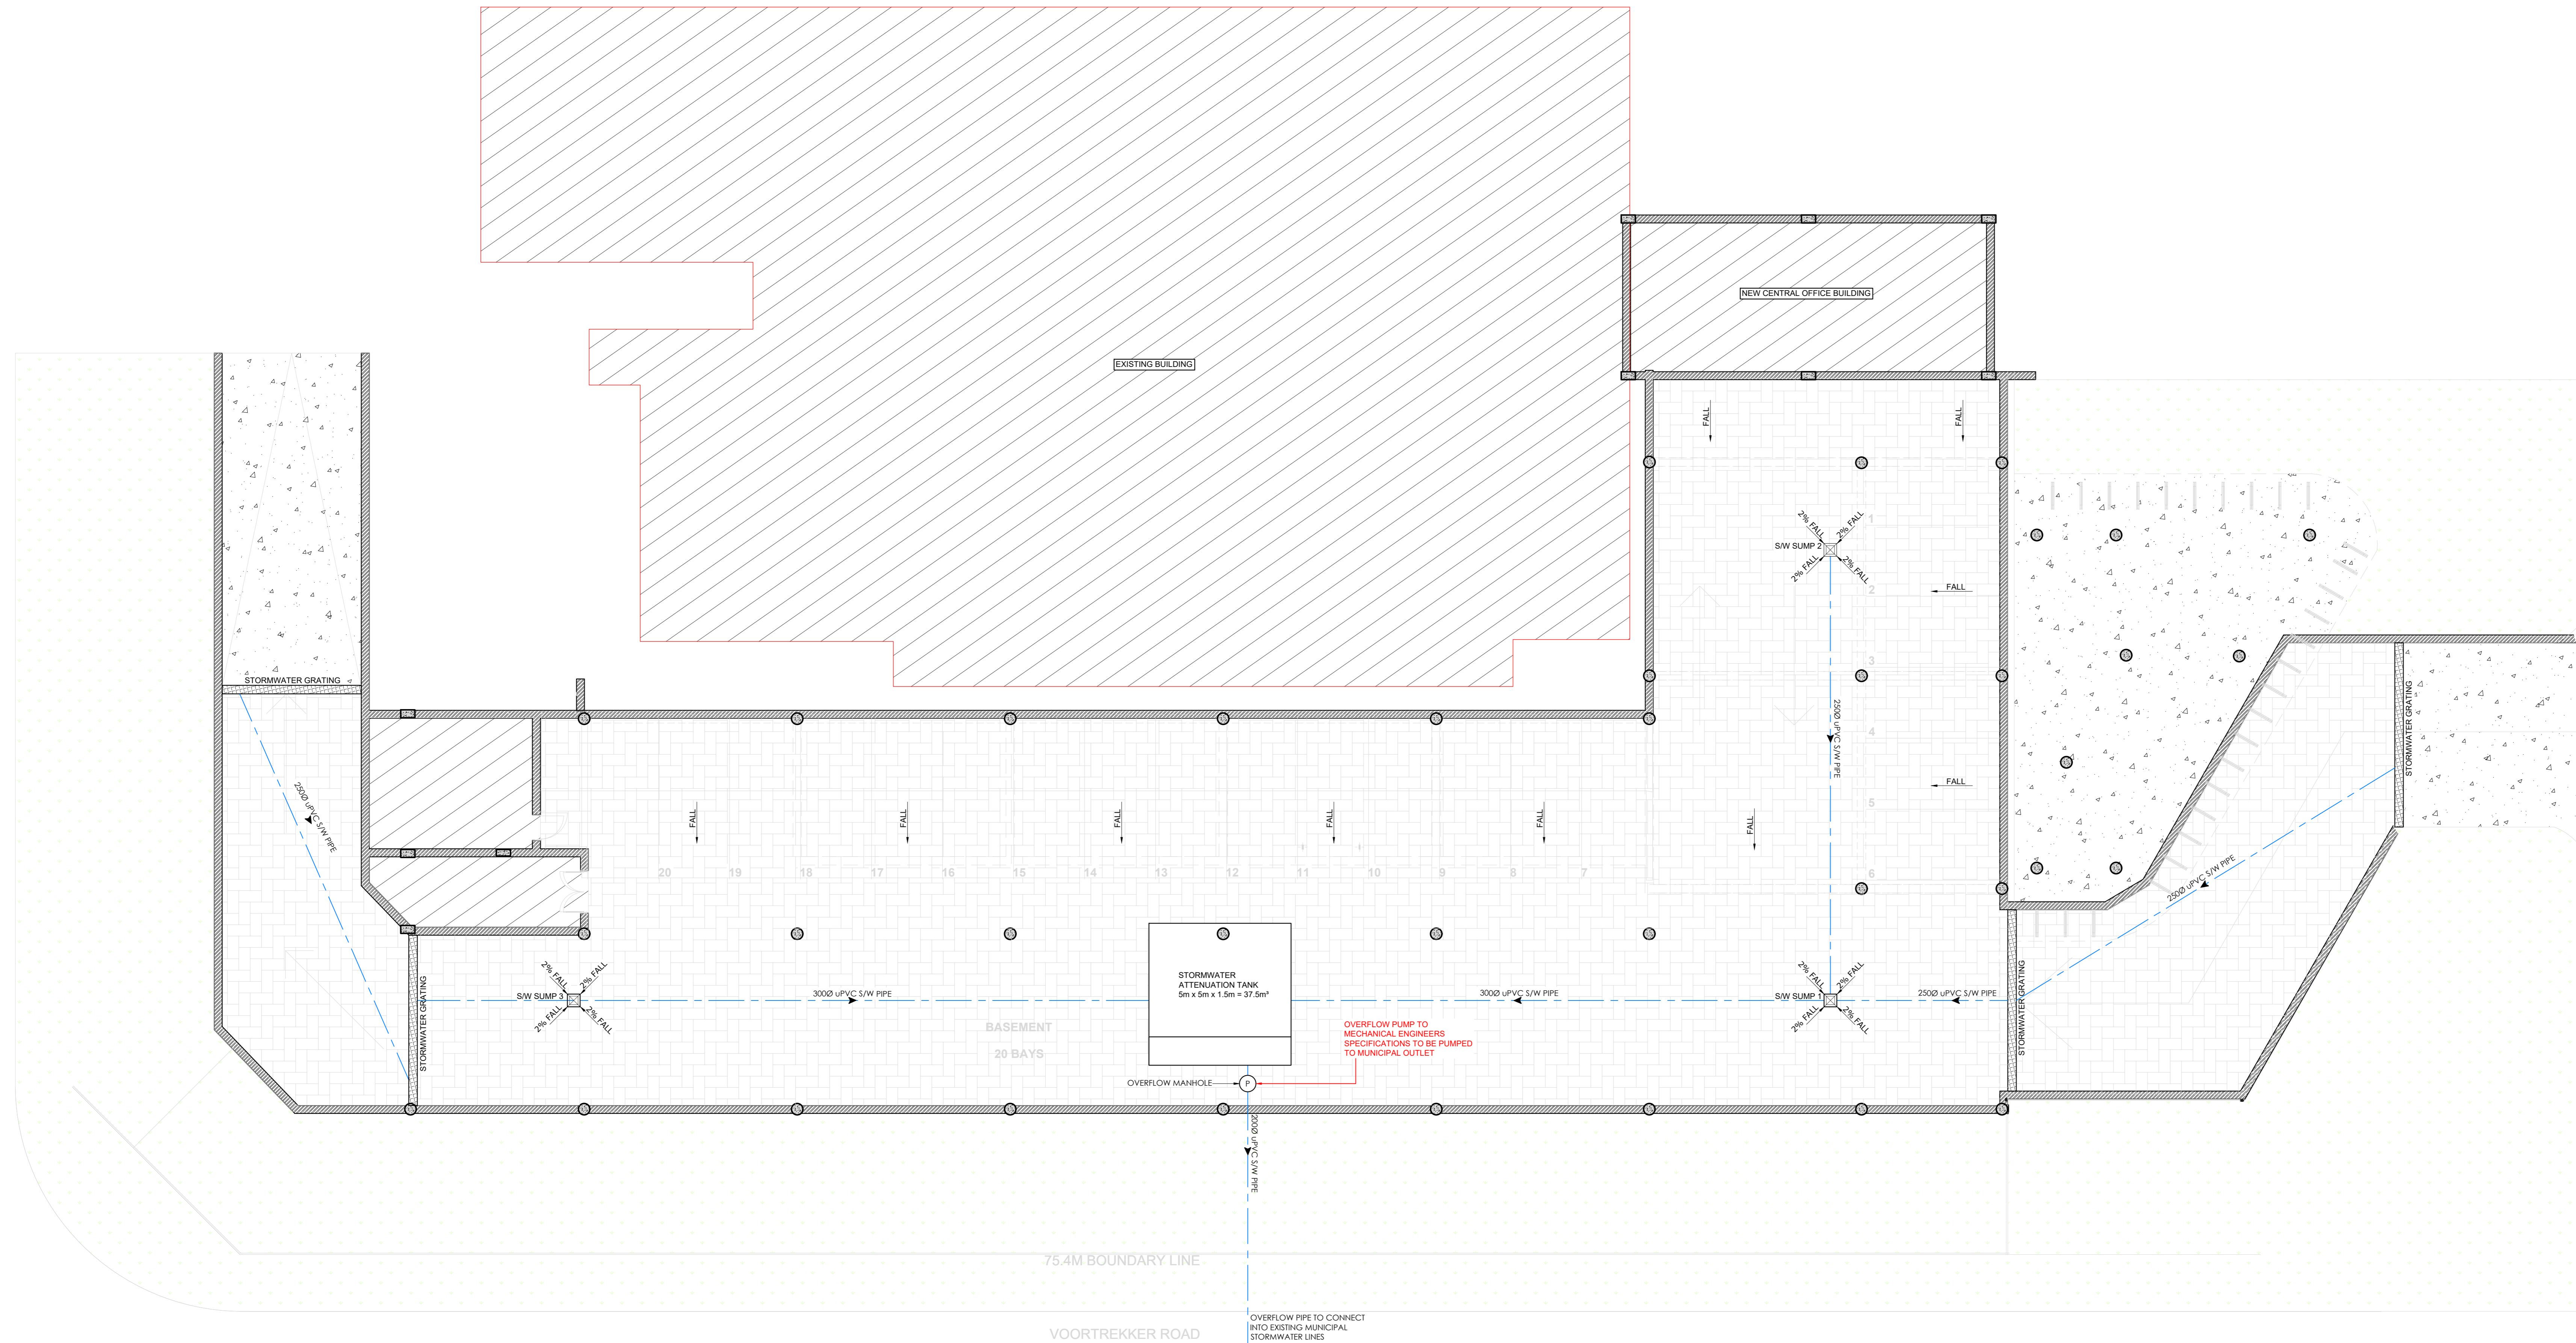 NEW CENTRAL OFFICE BUILDING
EXISTING BUILDING
FALL
FALL
2% FALL
2% FALL
1
S/W SUMP 2
2% FALL
2% FALL
FALL
2
3
STORMWATER GRATING
STORMWATER GRATING
250Ø uPVC S/W PIPE
4
250Ø uPVC S/W PIPE
FALL
5
FALL
FALL
FALL
FALL
FALL
FALL
20
19
18
17
16
15
14
13
12
11
10
9
8
7
6
250Ø uPVC S/W PIPE
STORMWATER
ATTENUATION TANK
5m x 5m x 1.5m = 37.5m³
2% FALL
2% FALL
S/W SUMP 3
2% FALL
2% FALL
STORMWATER GRATING
300Ø uPVC S/W PIPE
300Ø uPVC S/W PIPE
2% FALL
2% FALL
S/W SUMP 1
2% FALL
2% FALL
250Ø uPVC S/W PIPE
STORMWATER GRATING
BASEMENT
20 BAYS
OVERFLOW PUMP TO
MECHANICAL ENGINEERS
SPECIFICATIONS TO BE PUMPED
TO MUNICIPAL OUTLET
OVERFLOW MANHOLE
P
200Ø uPVC S/W PIPE
75.4M BOUNDARY LINE
OVERFLOW PIPE TO CONNECT
INTO EXISTING MUNICIPAL
STORMWATER LINES
VOORTREKKER ROAD